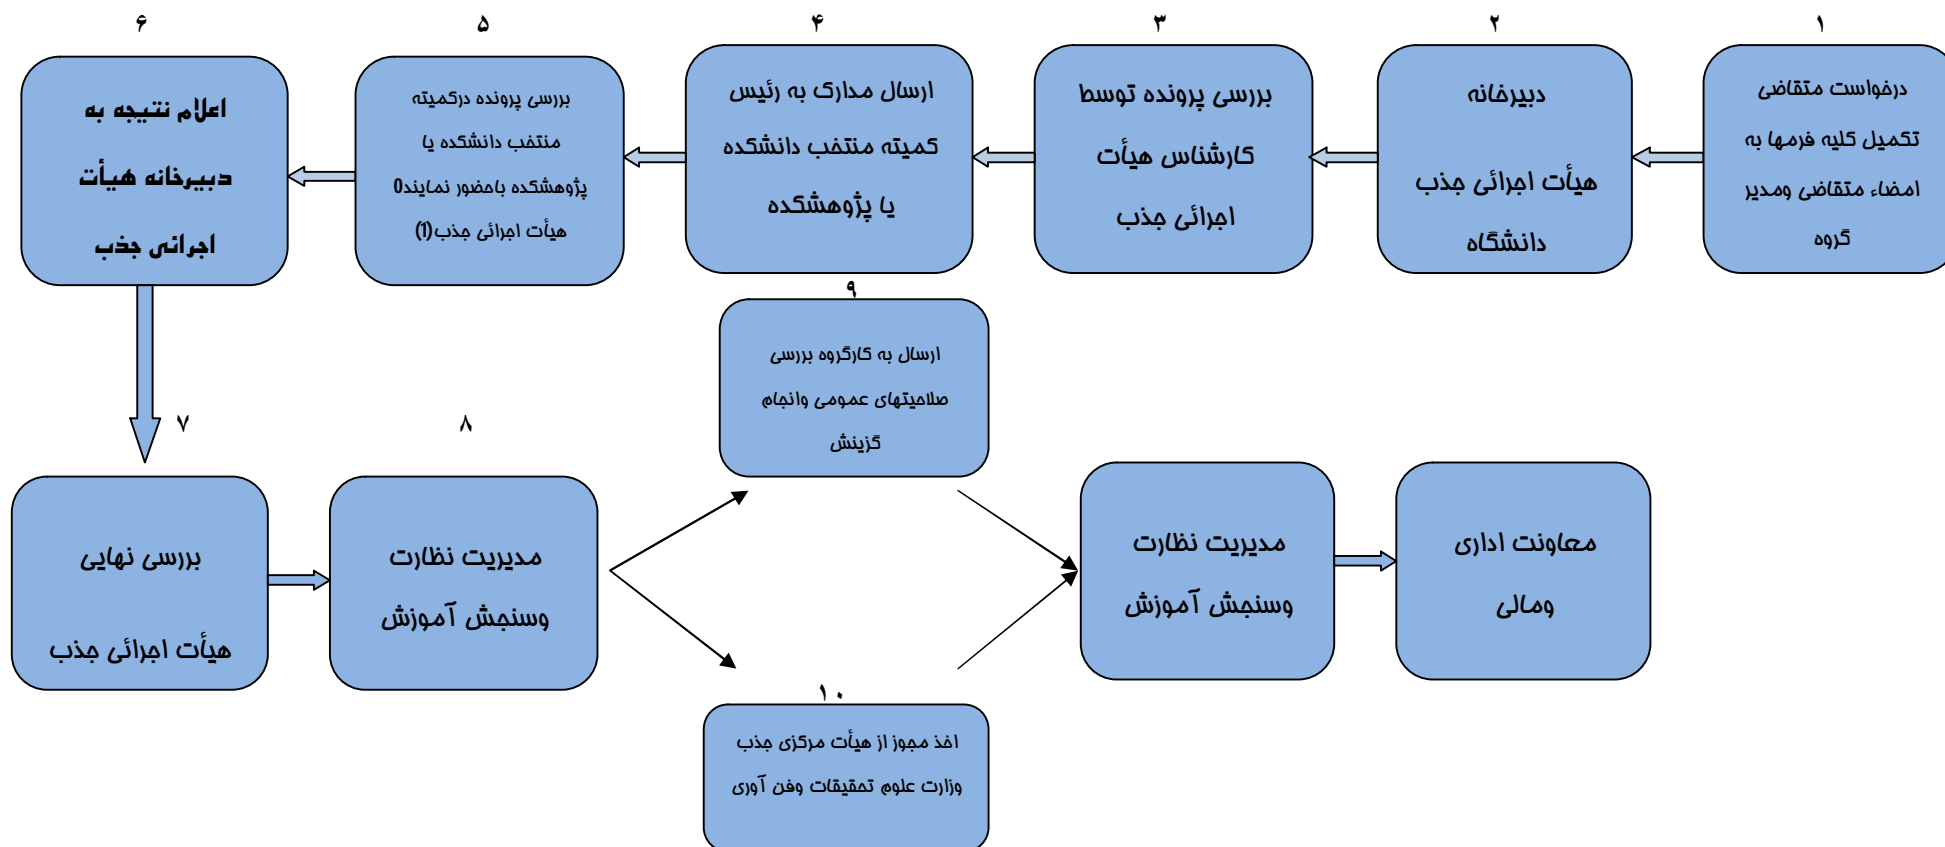 ۱
درخواست متقاضی
تکمیل کلیه فرمها به
امضاء متقاضی ومدیر
گروه
۲
دبیرخانه
هیأت اجرائی جذب
دانشگاه
۳
بررسی پرونده توسط
کارشناس هیأت
اجرائی جذب
۴
ارسال مدارک به رئیس
کمیته منتخب دانشکده
یا پژوهشکده
۵
بررسی پرونده درکمیته
منتخب دانشکده یا
پژوهشکده باحضور نمایند0
هیأت اجرائی جذب(1)
۶
اعلام نتیجه به
دبیرخانه هیأت
اجرائی جذب
۷
بررسی نهایی
هیأت اجرائی جذب
۸
مدیریت نظارت
وسنجش آموزش
۹
ارسال به کارگروه بررسی
صلاحیتهای عمومی وانجام
گزینش
۱۰
اخذ مجوز از هیأت مرکزی جذب
وزارت علوم تحقیقات وفن آوری
مدیریت نظارت
وسنجش آموزش
معاونت اداری
ومالی